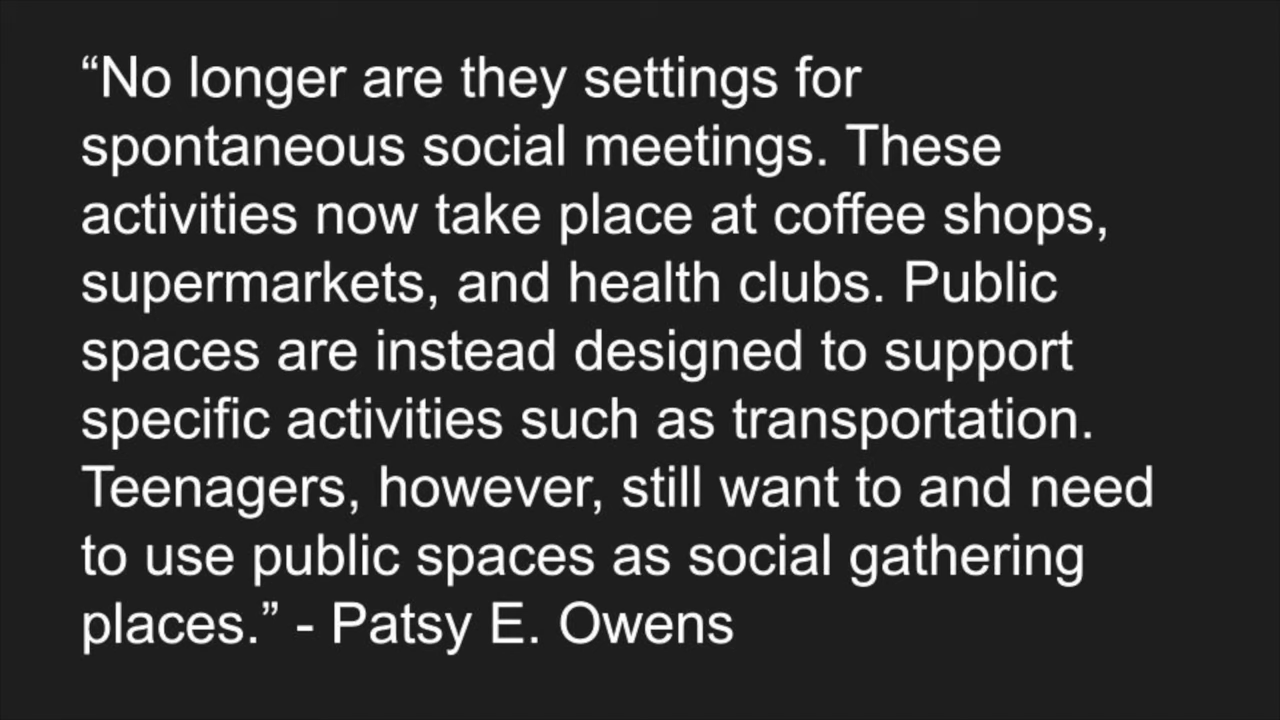 “No longer are they settings for
spontaneous social meetings. These
activities now take place at coffee shops,
supermarkets, and health clubs. Public
spaces are instead designed to support
specific activities such as transportation.
Teenagers, however, still want to and need
to use public spaces as social gathering
places.” - Patsy E. Owens